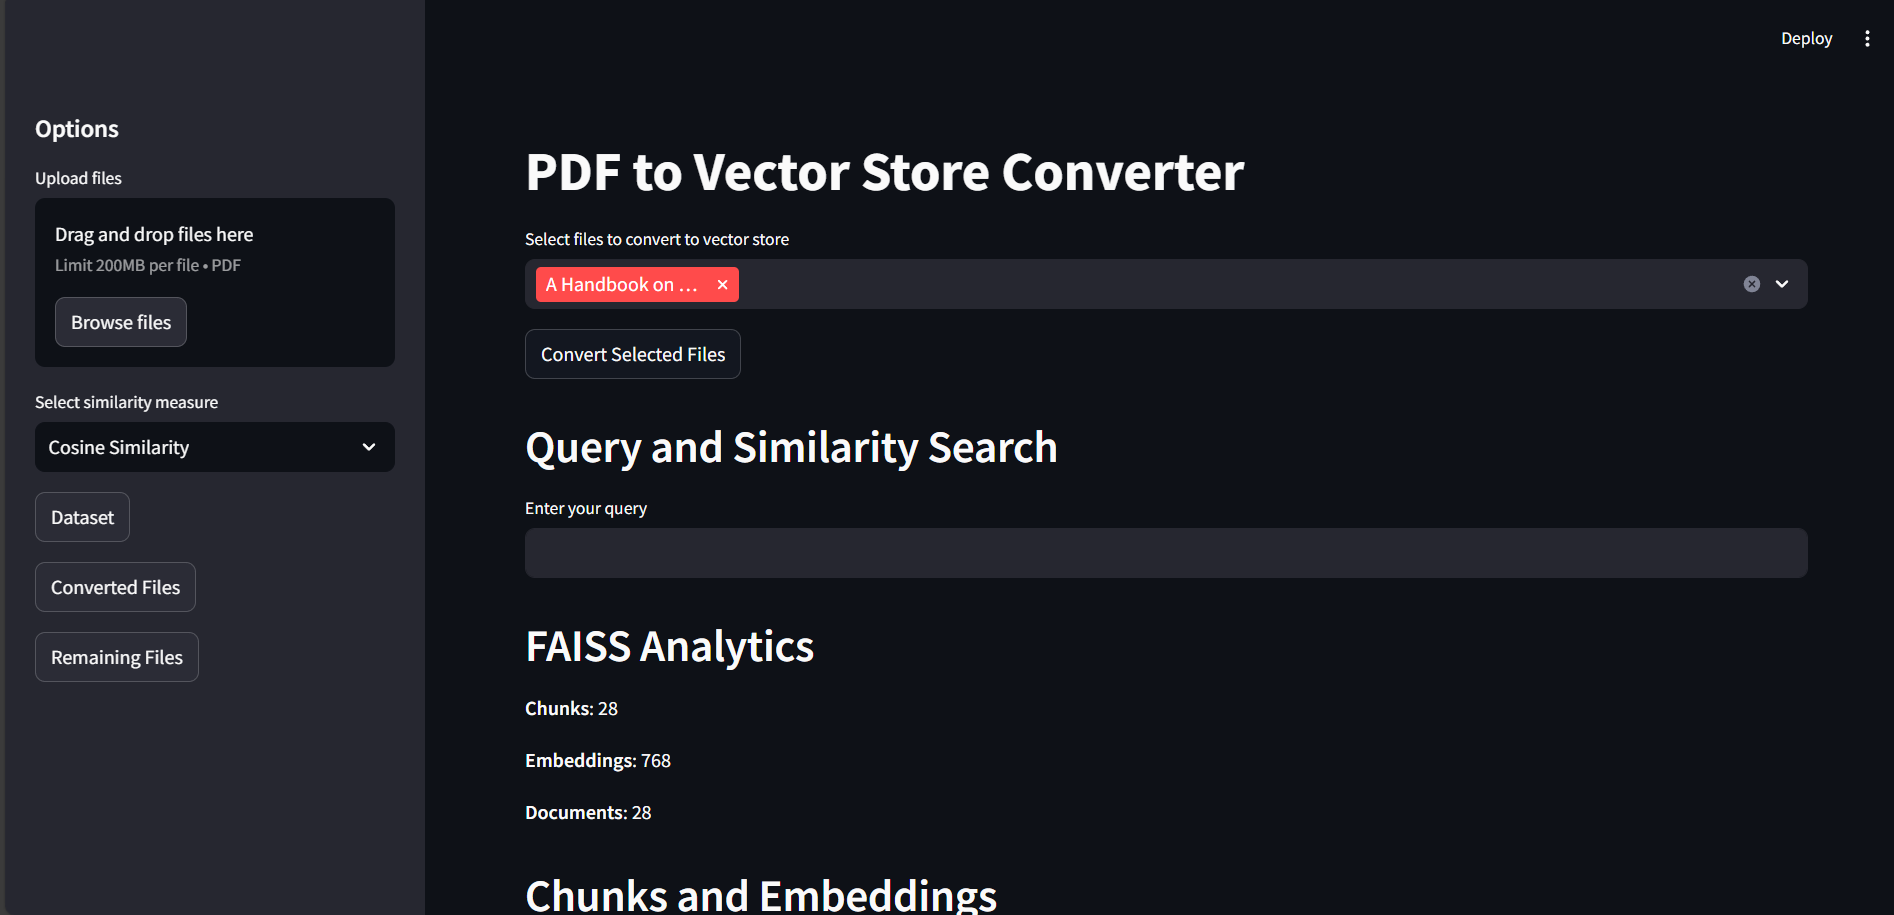 Deploy
Options
Upload files
Drag and drop files here
Limit 200MB per file • PDF
Browse files
Select similarity measure
Cosine Similarity
Dataset
Converted Files
Remaining Files
PDF to Vector Store Converter
Select files to convert to vector store
A Handbook on ...
Convert Selected Files
Query and Similarity Search
Enter your query
FAISS Analytics
Chunks: 28
Embeddings: 768
Documents: 28
Chunks and Embeddings